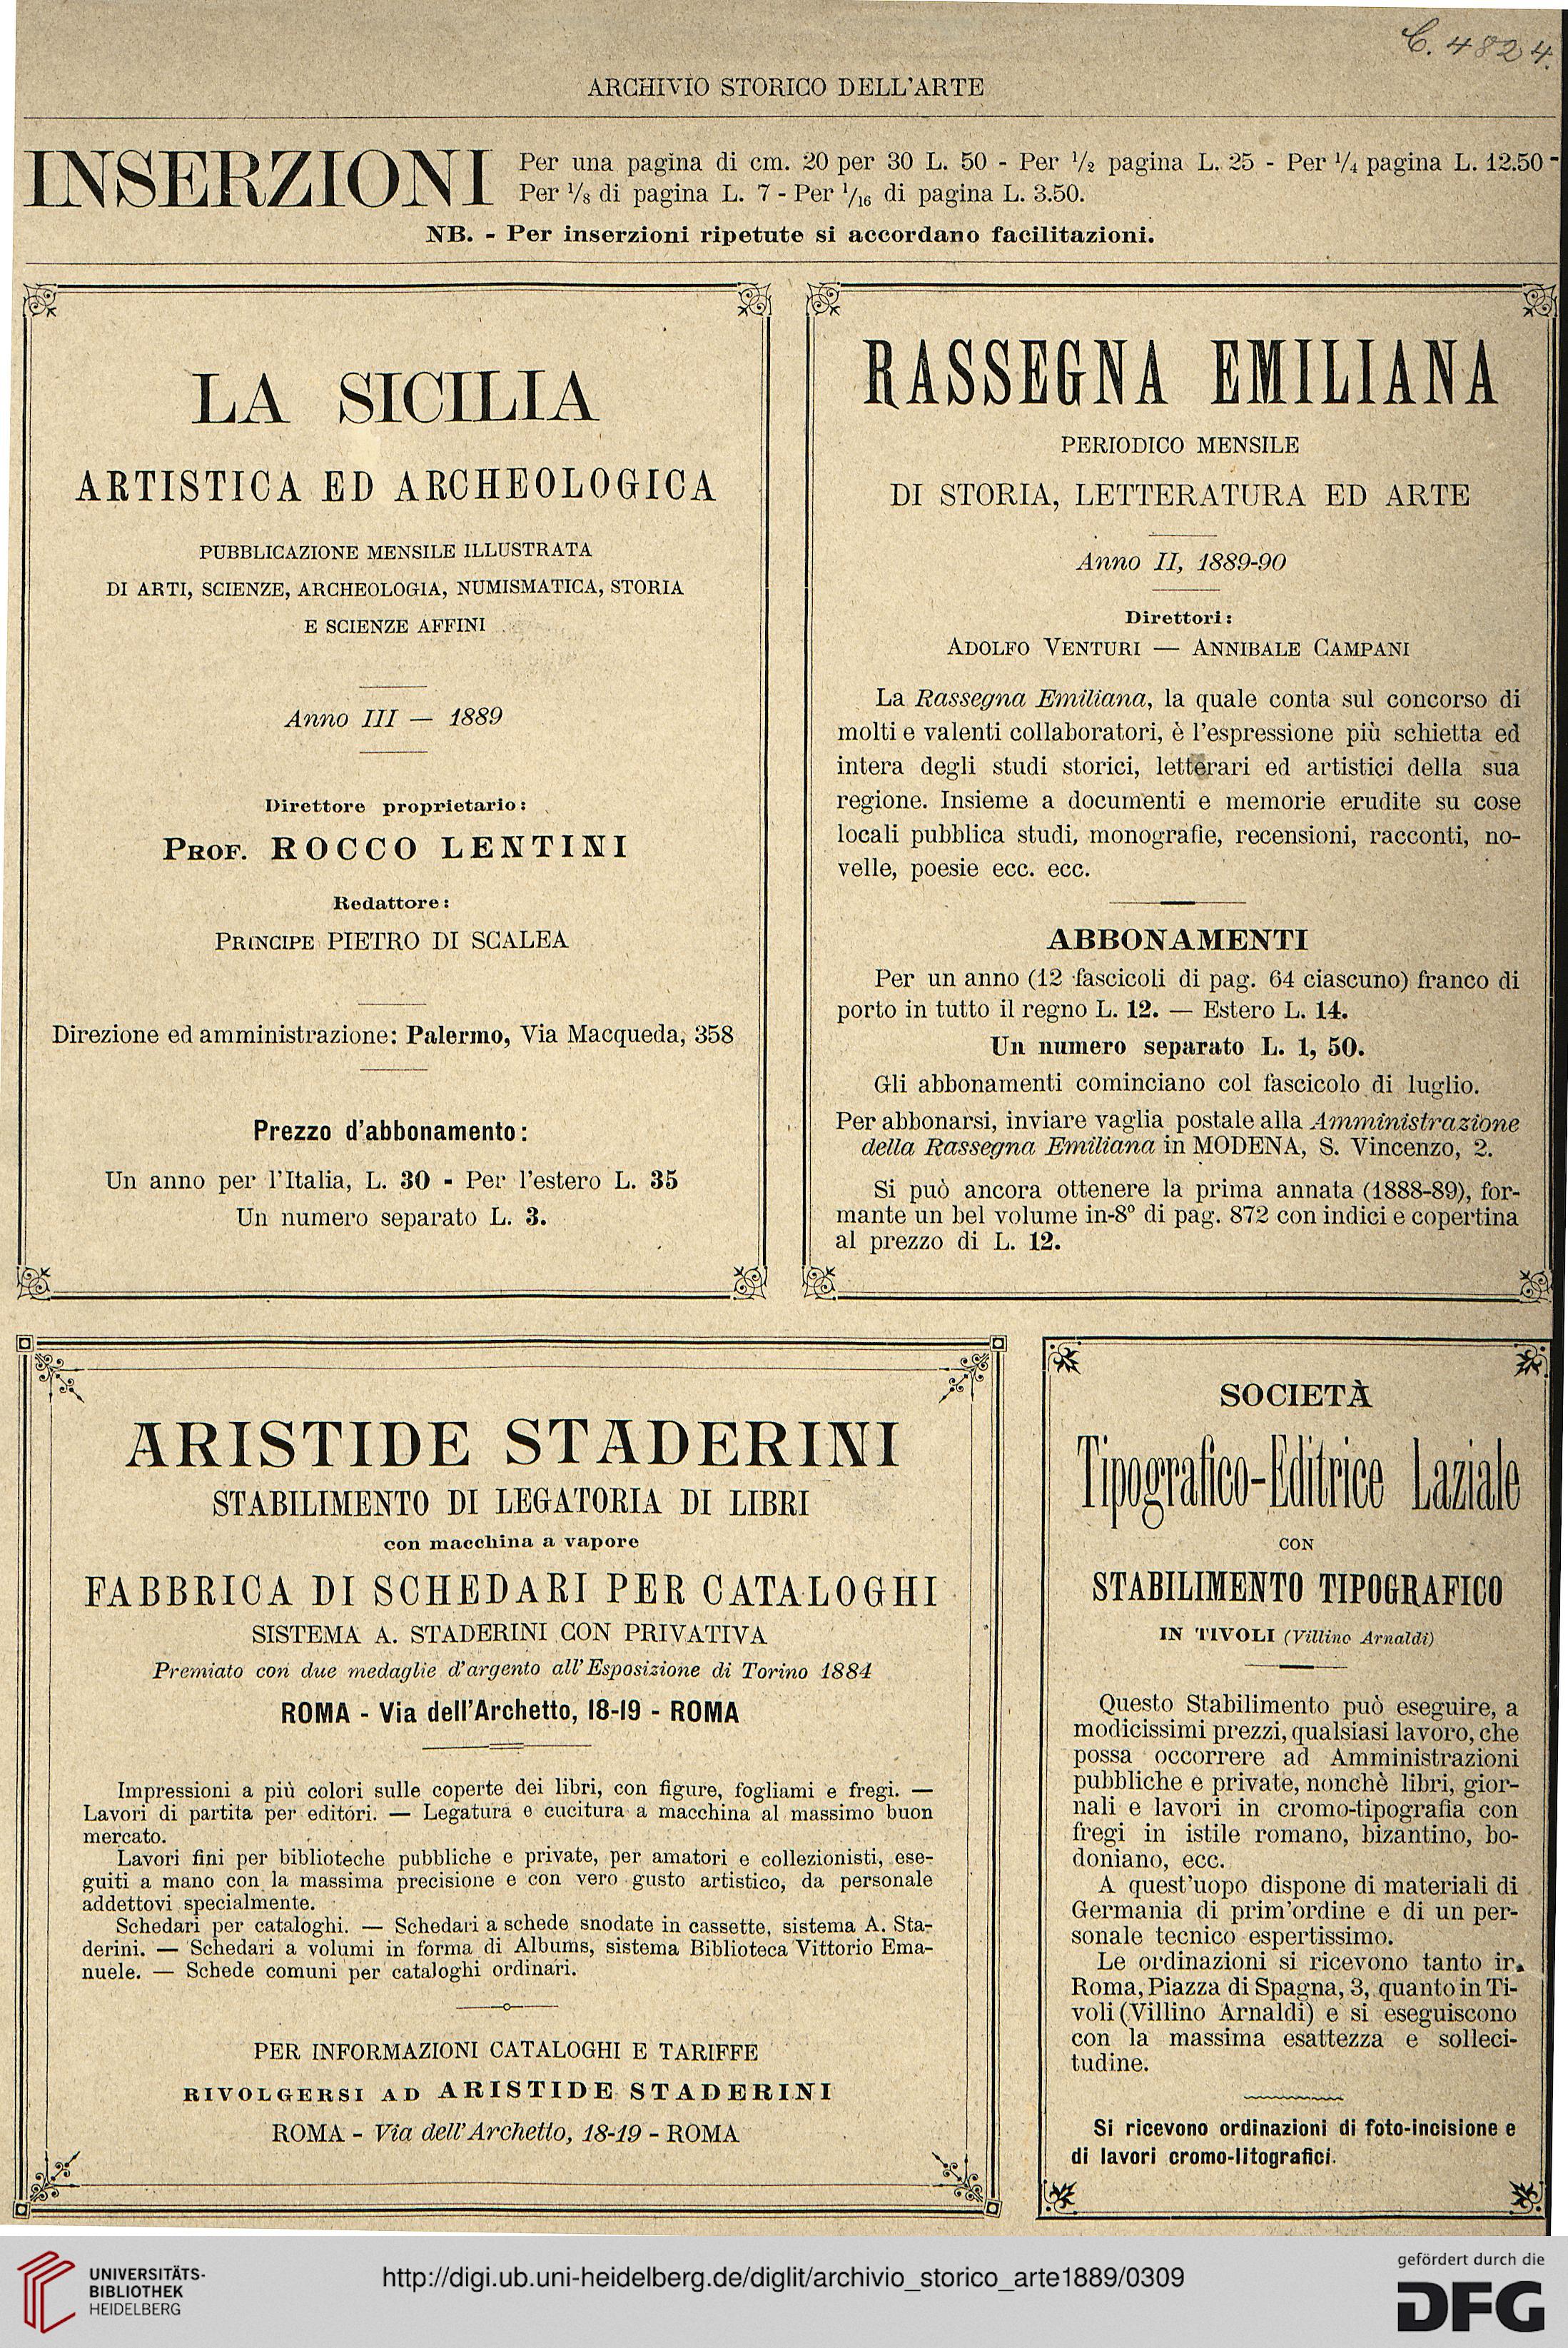 C. 4824.
ARCHIVIO STORICO DELL'ARTE
INSERZIONI
Per una pagina di cm. 20 per 30 L. 50 - Per 1/2 pagina L. 25 - Per 1/4 pagina L. 12.50 -
Per 1/8 di pagina L. 7 - Per 1/16 di pagina L. 3.50.
NB. - Per inserzioni ripetute si accordano facilitazioni.
LA SICILIA
ARTISTICA ED ARCHEOLOGICA
PUBBLICAZIONE MENSILE ILLUSTRATA
DI ARTI, SCIENZE, ARCHEOLOGIA, NUMISMATICA, STORIA
E SCIENZE AFFINI
Anno III — 1889
Direttore proprietario:
PROF. ROCCO LENTINI
Redattore:
PRINCIPE PIETRO DI SCALEA
Direzione ed amministrazione: Palermo, Via Macqueda, 358
Prezzo d'abbonamento:
Un anno per l'Italia, L. 30 - Per l'estero L. 35
Un numero separato L. 3.
RASSEGNA EMILIANA
PERIODICO MENSILE
DI STORIA, LETTERATURA ED ARTE
Anno II, 1889-90
Direttori:
ADOLFO VENTURI — ANNIBALE CAMPANI
La Rassegna Emiliana, la quale conta sul concorso di
molti e valenti collaboratori, è l'espressione più schietta ed
intera degli studi storici, letterari ed artistici della sua
regione. Insieme a documenti e memorie erudite su cose
locali pubblica studi, monografie, recensioni, racconti, no-
velle, poesie ecc. ecc.
ABBONAMENTI
Per un anno (12 fascicoli di pag. 64 ciascuno) franco di
porto in tutto il regno L. 12. — Estero L. 14.
Un numero separato L. 1, 50.
Gli abbonamenti cominciano col fascicolo di luglio.
Per abbonarsi, inviare vaglia postale alla Amministrazione
della Rassegna Emiliana in MODENA, S. Vincenzo, 2.
Si può ancora ottenere la prima annata (1888-89), for-
mante un bel volume in-8º di pag. 872 con indici e copertina
al prezzo di L. 12.
ARISTIDE STADERINI
STABILIMENTO DI LEGATORIA DI LIBRI
con macchina a vapore
FABBRICA DI SCHEDARI PER CATALOGHI
SISTEMA A. STADERINI CON PRIVATIVA
Premiato con due medaglie d'argento all'Esposizione di Torino 1884
ROMA - Via dell'Archetto, 18-19 - ROMA
Impressioni a più colori sulle coperte dei libri, con figure, fogliami e fregi. —
Lavori di partita per editori. — Legatura e cucitura a macchina al massimo buon
mercato.
Lavori fini per biblioteche pubbliche e private, per amatori e collezionisti, ese-
guiti a mano con la massima precisione e con vero gusto artistico, da personale
addettovi specialmente.
Schedari per cataloghi. — Schedari a schede snodate in cassette, sistema A. Sta-
derini. — Schedari a volumi in forma di Albums, sistema Biblioteca Vittorio Ema-
nuele. — Schede comuni per cataloghi ordinari.
PER INFORMAZIONI CATALOGHI E TARIFFE
RIVOLGERSI AD ARISTIDE STADERINI
ROMA - Via dell'Archetto, 18-19 - ROMA
SOCIETÀ
Tipografico-Editrice Laziale
CON
STABILIMENTO TIPOGRAFICO
IN TIVOLI (Villino Arnaldi)
Questo Stabilimento può eseguire, a
modicissimi prezzi, qualsiasi lavoro, che
possa occorrere ad Amministrazioni
pubbliche e private, nonchè libri, gior-
nali e lavori in cromo-tipografia con
fregi in istile romano, bizantino, bo-
doniano, ecc.
A quest'uopo dispone di materiali di
Germania di prim'ordine e di un per-
sonale tecnico espertissimo.
Le ordinazioni si ricevono tanto in
Roma, Piazza di Spagna, 3, quanto in Ti-
voli (Villino Arnaldi) e si eseguiscono
con la massima esattezza e solleci-
tudine.
Si ricevono ordinazioni di foto-incisione e
di lavori cromo-litografici.
UNIVERSITÄTS-
BIBLIOTHEK
HEIDELBERG
http://digi.ub.uni-heidelberg.de/diglit/archivio_storico_arte1889/0309
gefördert durch die
DFG